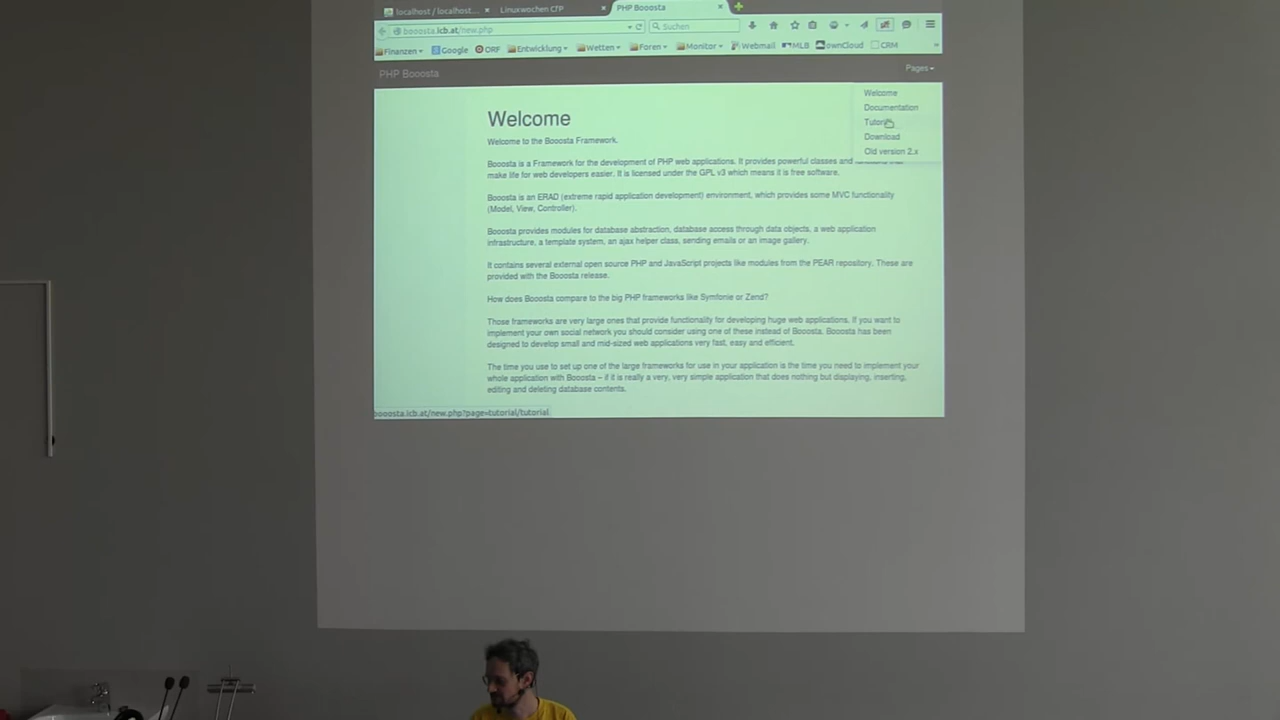 localhost / localhost...
Linuxwochen CfP
PHP Booosta
booosta.lcb.at/new.php
Suchen
Finanzen
Google
ORF
Entwicklung
Wetten
Foren
Monitor
Webmail
MLB
ownCloud
CRM
PHP Booosta
Pages
Welcome
Documentation
Download
Old version 2.x
Welcome
Welcome to the Booosta Framework.
Booosta is a Framework for the development of PHP web applications. It provides powerful classes and
make life for web developers easier. It is licensed under the GPL v3 which means it is free software.
Booosta is an ERAD (extreme rapid application development) environment, which provides some MVC functionality
(Model, View, Controller).
Booosta provides modules for database abstraction, database access through data objects, a web application
infrastructure, a template system, an ajax helper class, sending emails or an image gallery.
It contains several external open source PHP and JavaScript projects like modules from the PEAR repository. These are
provided with the Booosta release.
How does Booosta compare to the big PHP frameworks like Symfonie or Zend?
Those frameworks are very large ones that provide functionality for developing huge web applications. If you want to
implement your own social network you should consider using one of these instead of Booosta. Booosta has been
designed to develop small and mid-sized web applications very fast, easy and efficient.
The time you use to set up one of the large frameworks for use in your application is the time you need to implement your
whole application with Booosta – if it is really a very, very simple application that does nothing but displaying, inserting,
editing and deleting database contents.
booosta.lcb.at/new.php?page=tutorial/tutorial